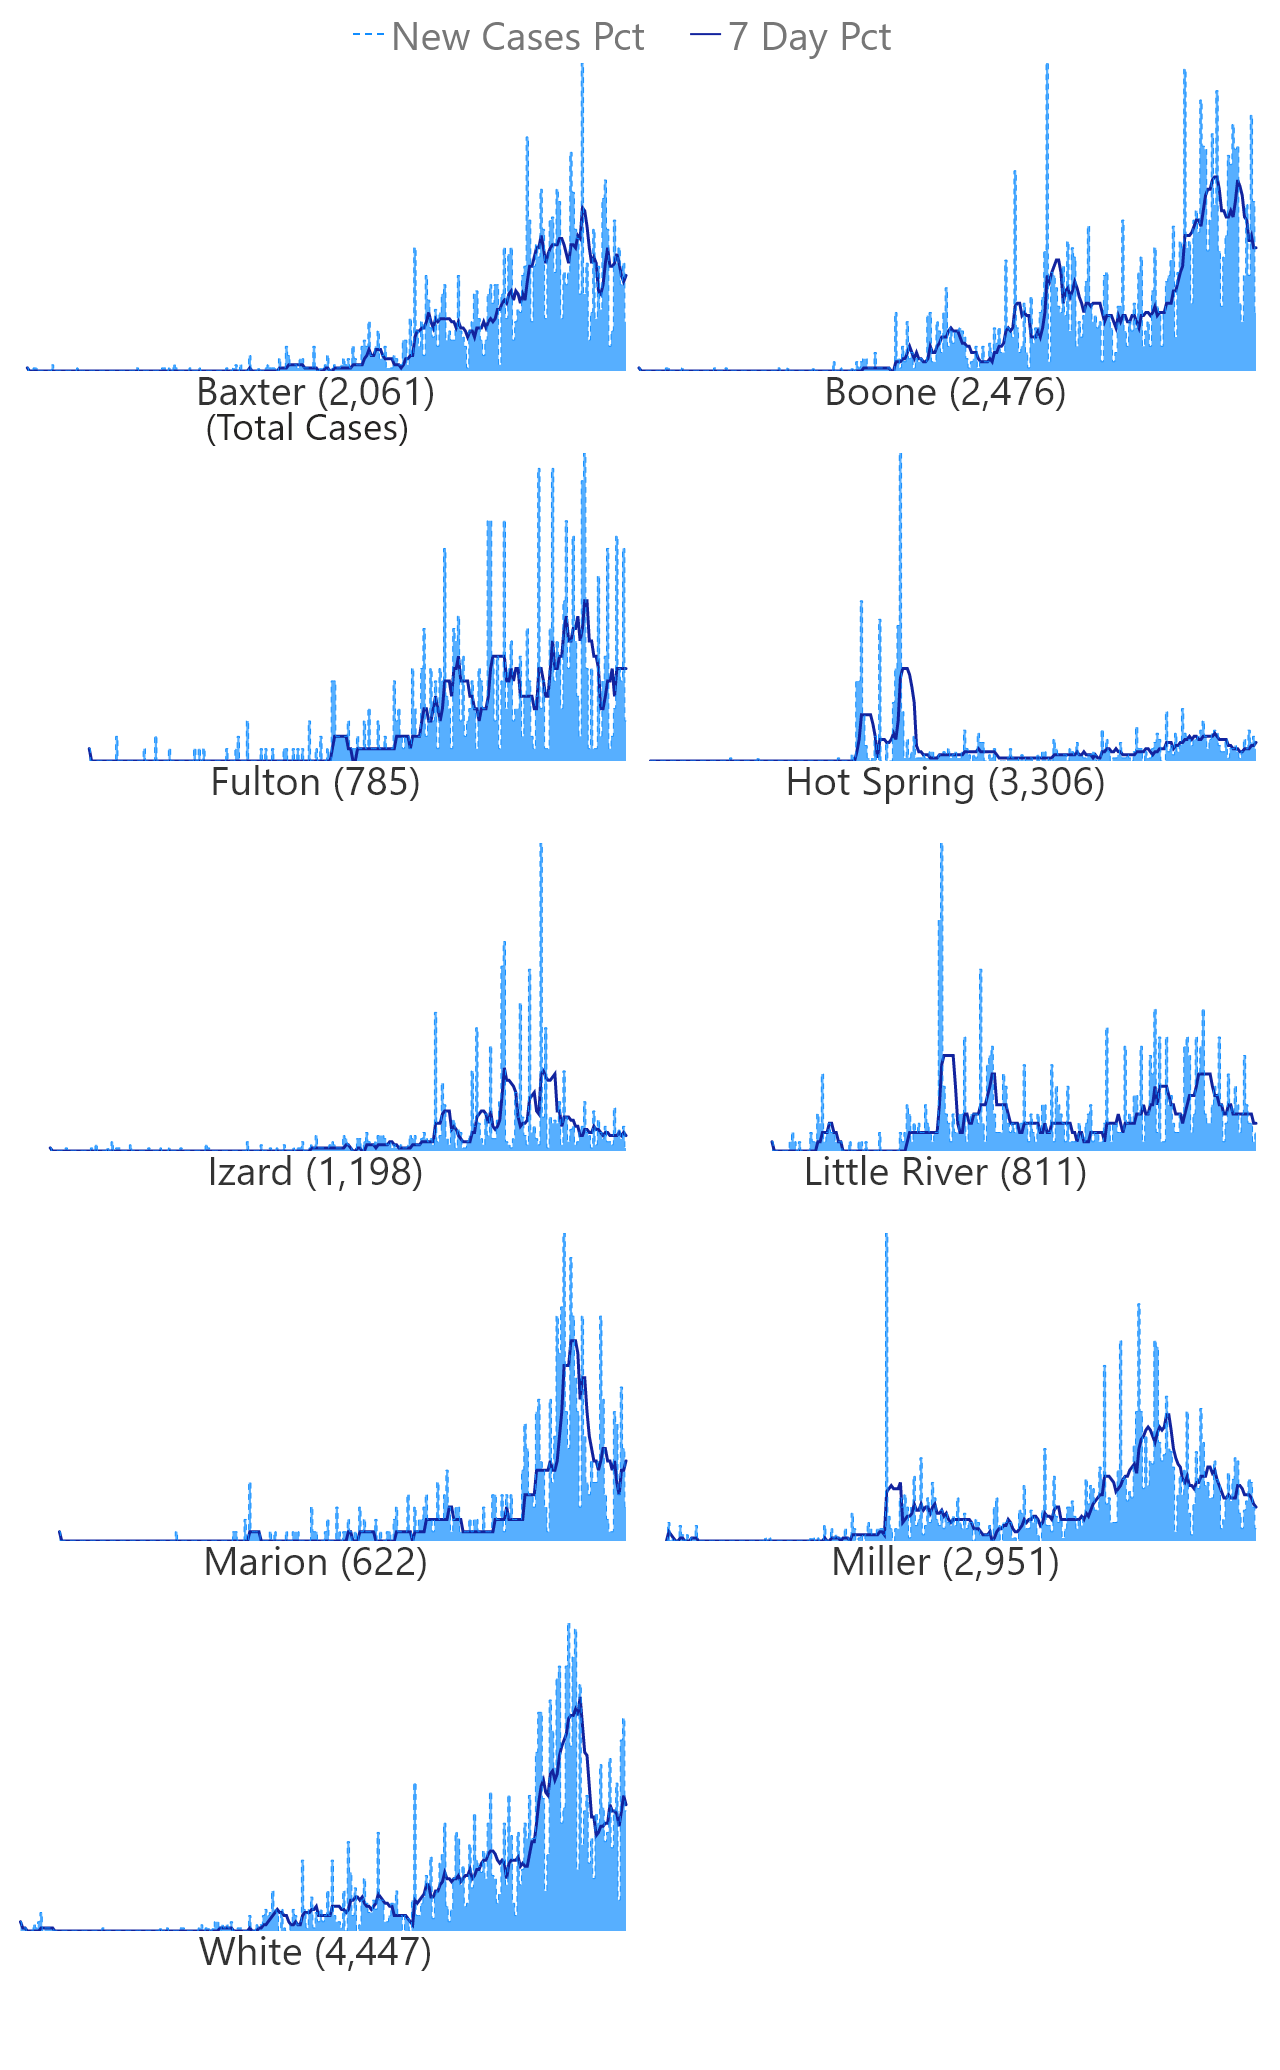 New Cases Pct 7 Day Pct
Baxter (2,061) Boone (2,476)
(Total Cases)
Fulton (785) Hot Spring (3,306)
Izard (1,198) Little River (811)
Marion (622) Miller (2,951)
White (4,447)